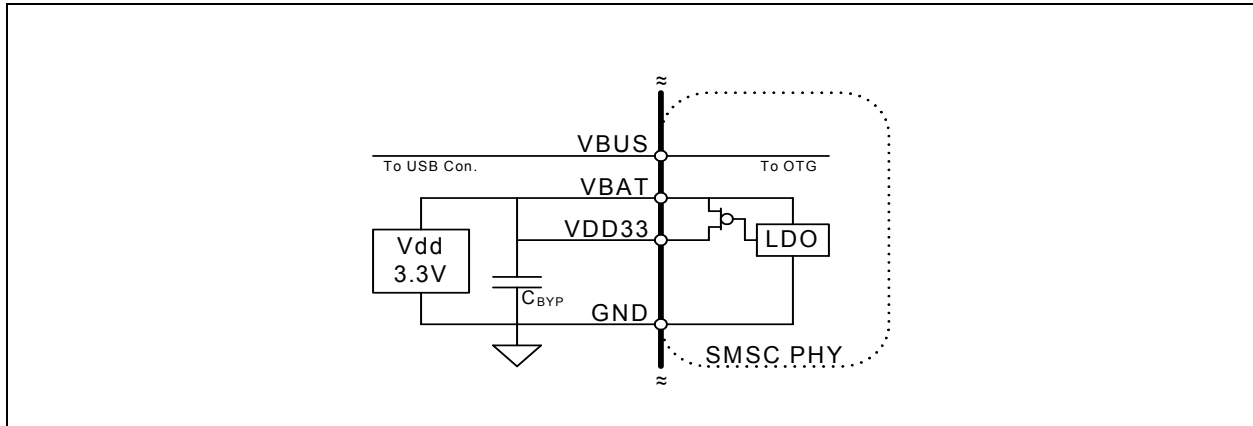 VBUS
To USB Con.
To OTG
VBAT
VDD33
LDO
Vdd
3.3V
CBYP
GND
SMSC PHY